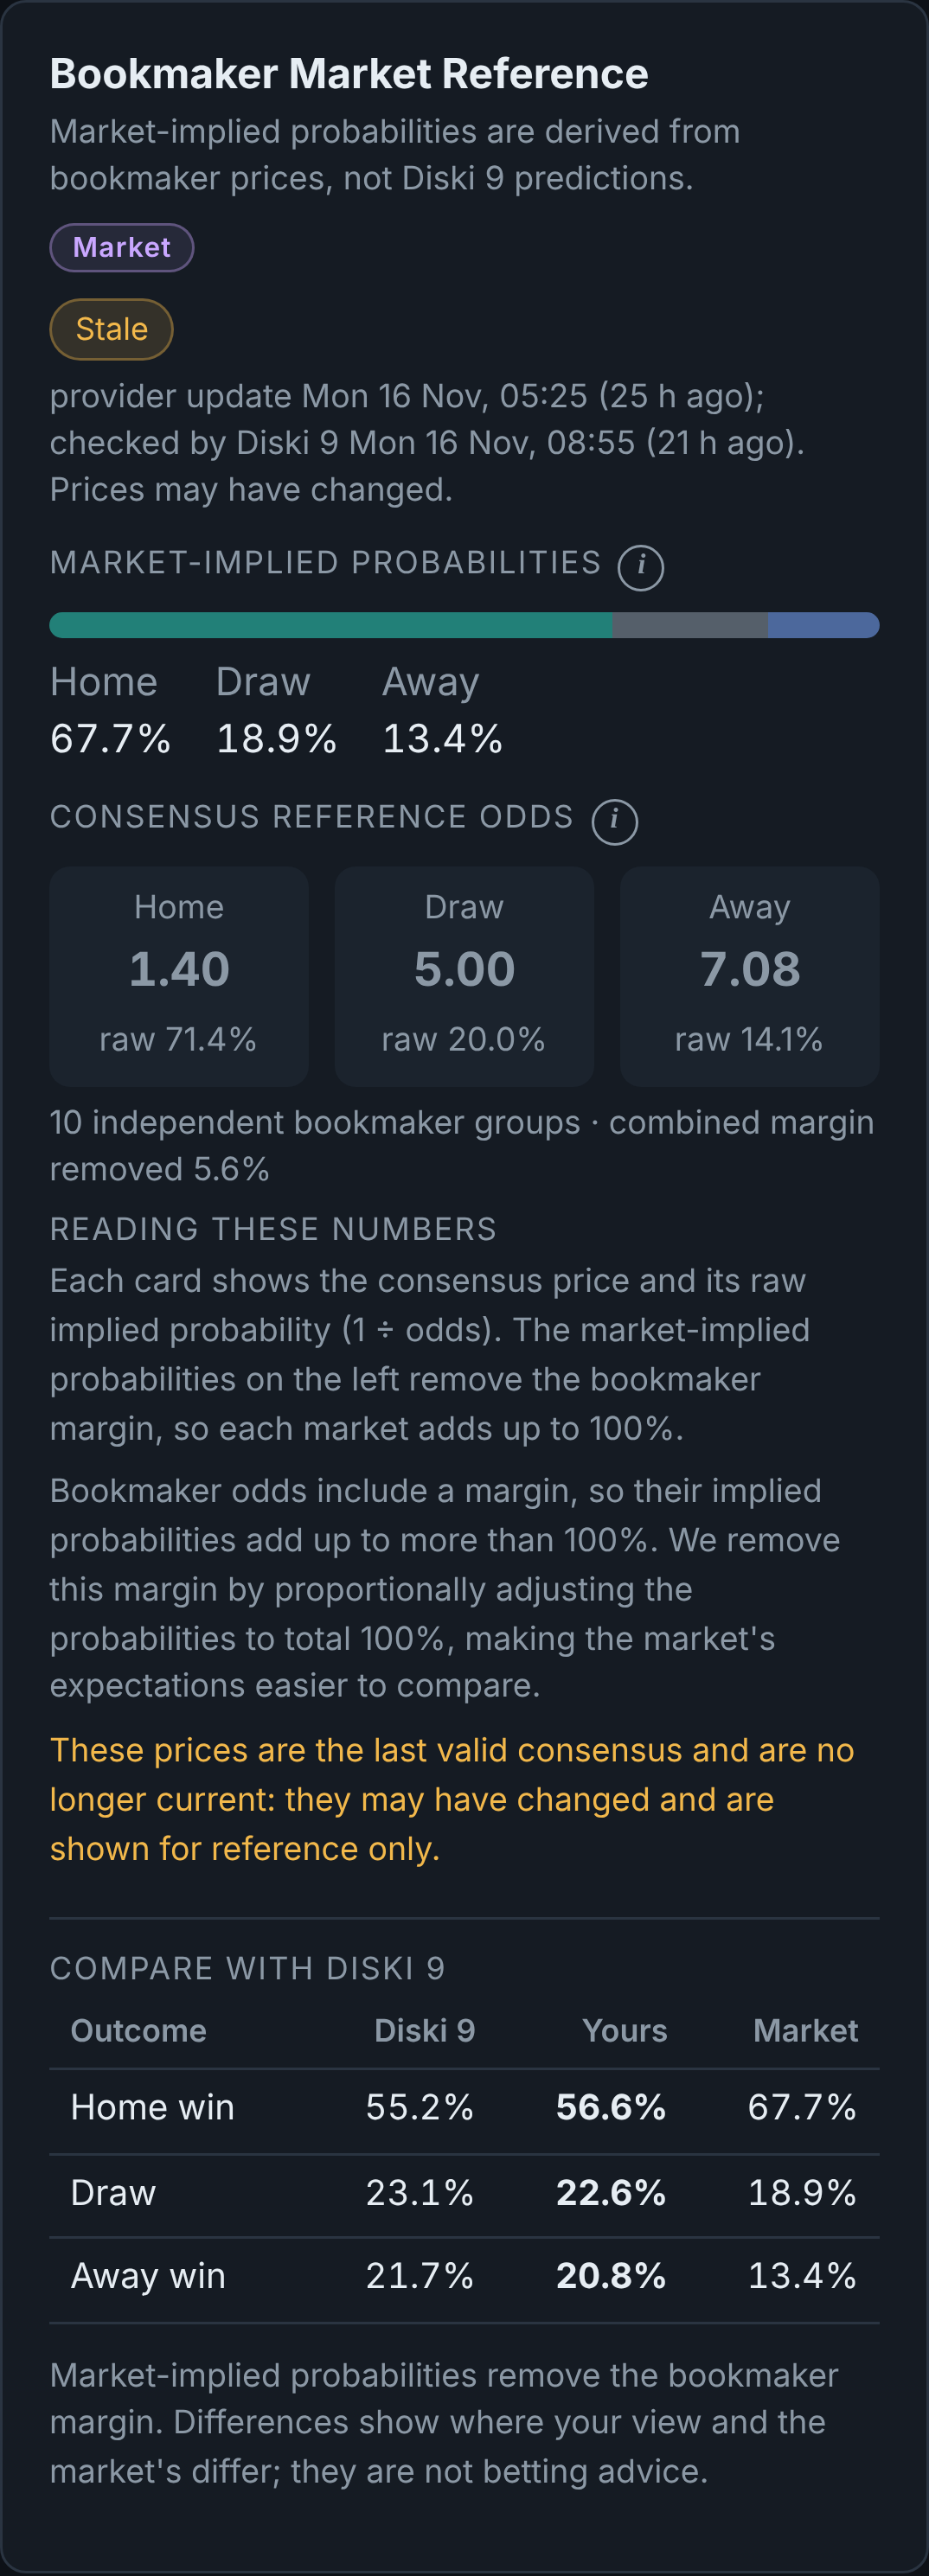 Bookmaker Market Reference
Market-implied probabilities are derived from
bookmaker prices, not Diski 9 predictions.
Market
Stale
provider update Mon 16 Nov, 05:25 (25 h ago);
checked by Diski 9 Mon 16 Nov, 08:55 (21 h ago).
Prices may have changed.
MARKET-IMPLIED PROBABILITIES i
Home Draw Away
67.7% 18.9% 13.4%
CONSENSUS REFERENCE ODDS i
Home Draw Away
1.40 5.00 7.08
raw 71.4% raw 20.0% raw 14.1%
10 independent bookmaker groups · combined margin
removed 5.6%
READING THESE NUMBERS
Each card shows the consensus price and its raw
implied probability (1 ÷ odds). The market-implied
probabilities on the left remove the bookmaker
margin, so each market adds up to 100%.
Bookmaker odds include a margin, so their implied
probabilities add up to more than 100%. We remove
this margin by proportionally adjusting the
probabilities to total 100%, making the market's
expectations easier to compare.
These prices are the last valid consensus and are no
longer current: they may have changed and are
shown for reference only.
COMPARE WITH DISKI 9
Outcome Diski 9 Yours Market
Home win 55.2% 56.6% 67.7%
Draw 23.1% 22.6% 18.9%
Away win 21.7% 20.8% 13.4%
Market-implied probabilities remove the bookmaker
margin. Differences show where your view and the
market's differ; they are not betting advice.